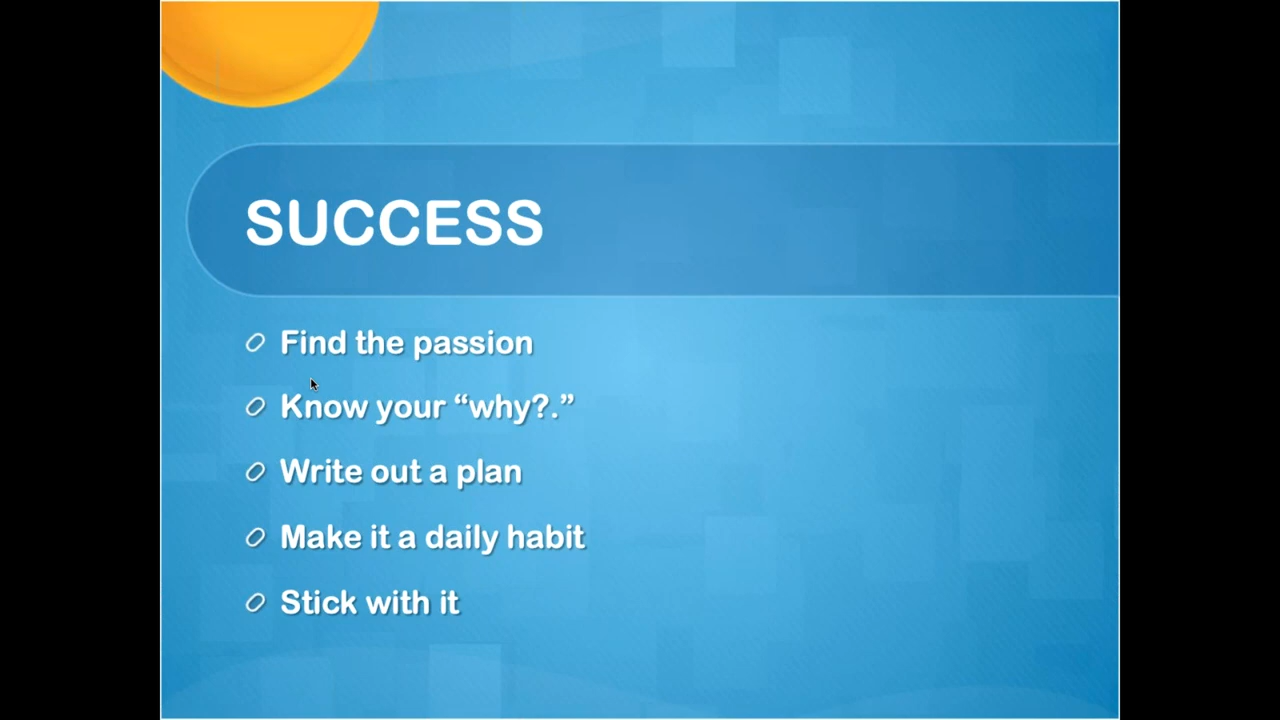 SUCCESS
Find the passion
Know your “why?.”
Write out a plan
Make it a daily habit
Stick with it